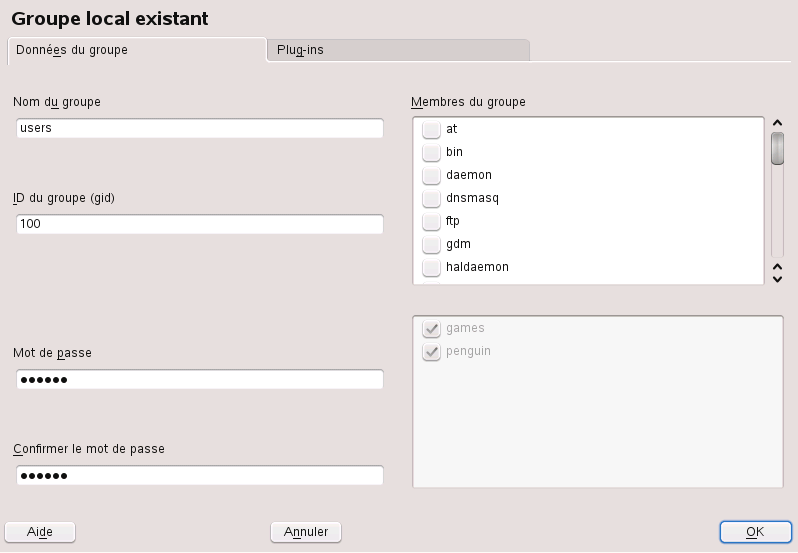 Groupe local existant
Données du groupe
Plug-ins
Nom du groupe
users
ID du groupe (gid)
100
Mot de passe
●●●●●●
Confirmer le mot de passe
●●●●●●
Membres du groupe
at
bin
daemon
dnsmasq
ftp
gdm
haldaemon
games
penguin
Aide
Annuler
OK